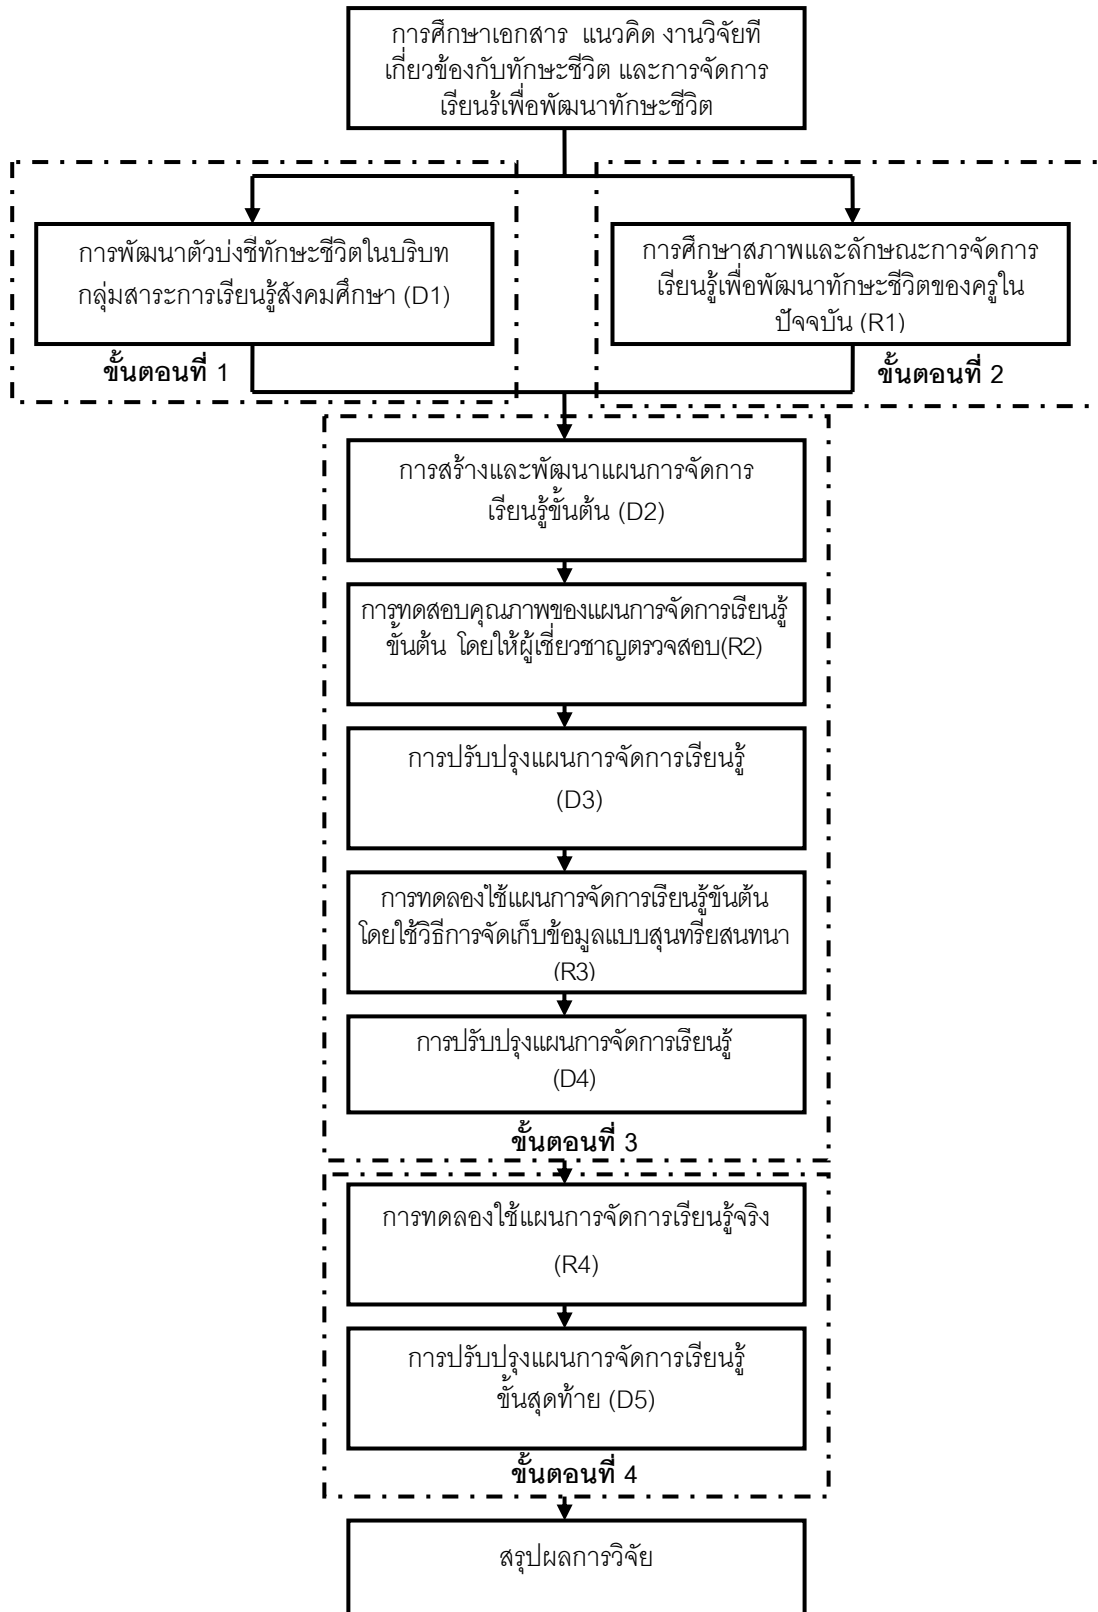 การศึกษาเอกสาร แนวคิด งานวิจัยที
เกี่ยวข้องกับทักษะชีวิต และการจัดการ
เรียนรู้เพื่อพัฒนาทักษะชีวิต
การพัฒนาตัวบ่งชีทักษะชีวิตในบริบท
กลุ่มสาระการเรียนรู้สังคมศึกษา (D1)
ขั้นตอนที่ 1
การศึกษาสภาพและลักษณะการจัดการ
เรียนรู้เพื่อพัฒนาทักษะชีวิตของครูใน
ปัจจุบัน (R1)
ขั้นตอนที่ 2
การสร้างและพัฒนาแผนการจัดการ
เรียนรู้ขั้นต้น (D2)
การทดสอบคุณภาพของแผนการจัดการเรียนรู้
ขั้นต้น โดยให้ผู้เชี่ยวชาญตรวจสอบ(R2)
การปรับปรุงแผนการจัดการเรียนรู้
(D3)
การทดลองใช้แผนการจัดการเรียนรู้ขันต้น
โดยใช้วิธีการจัดเก็บข้อมูลแบบสุนทรียสนทนา
(R3)
การปรับปรุงแผนการจัดการเรียนรู้
(D4)
ขั้นตอนที่ 3
การทดลองใช้แผนการจัดการเรียนรู้จริง
(R4)
การปรับปรุงแผนการจัดการเรียนรู้
ขั้นสุดท้าย (D5)
ขั้นตอนที่ 4
สรุปผลการวิจัย